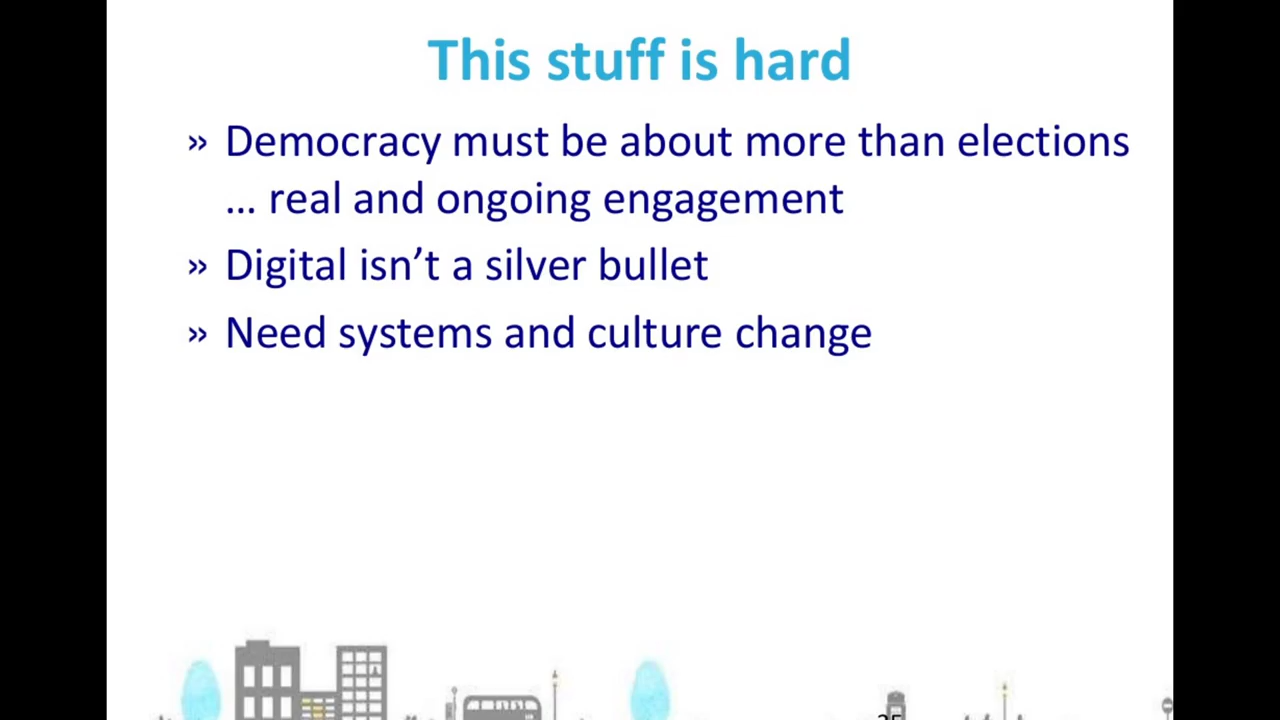 This stuff is hard
» Democracy must be about more than elections
... real and ongoing engagement
» Digital isn't a silver bullet
» Need systems and culture change